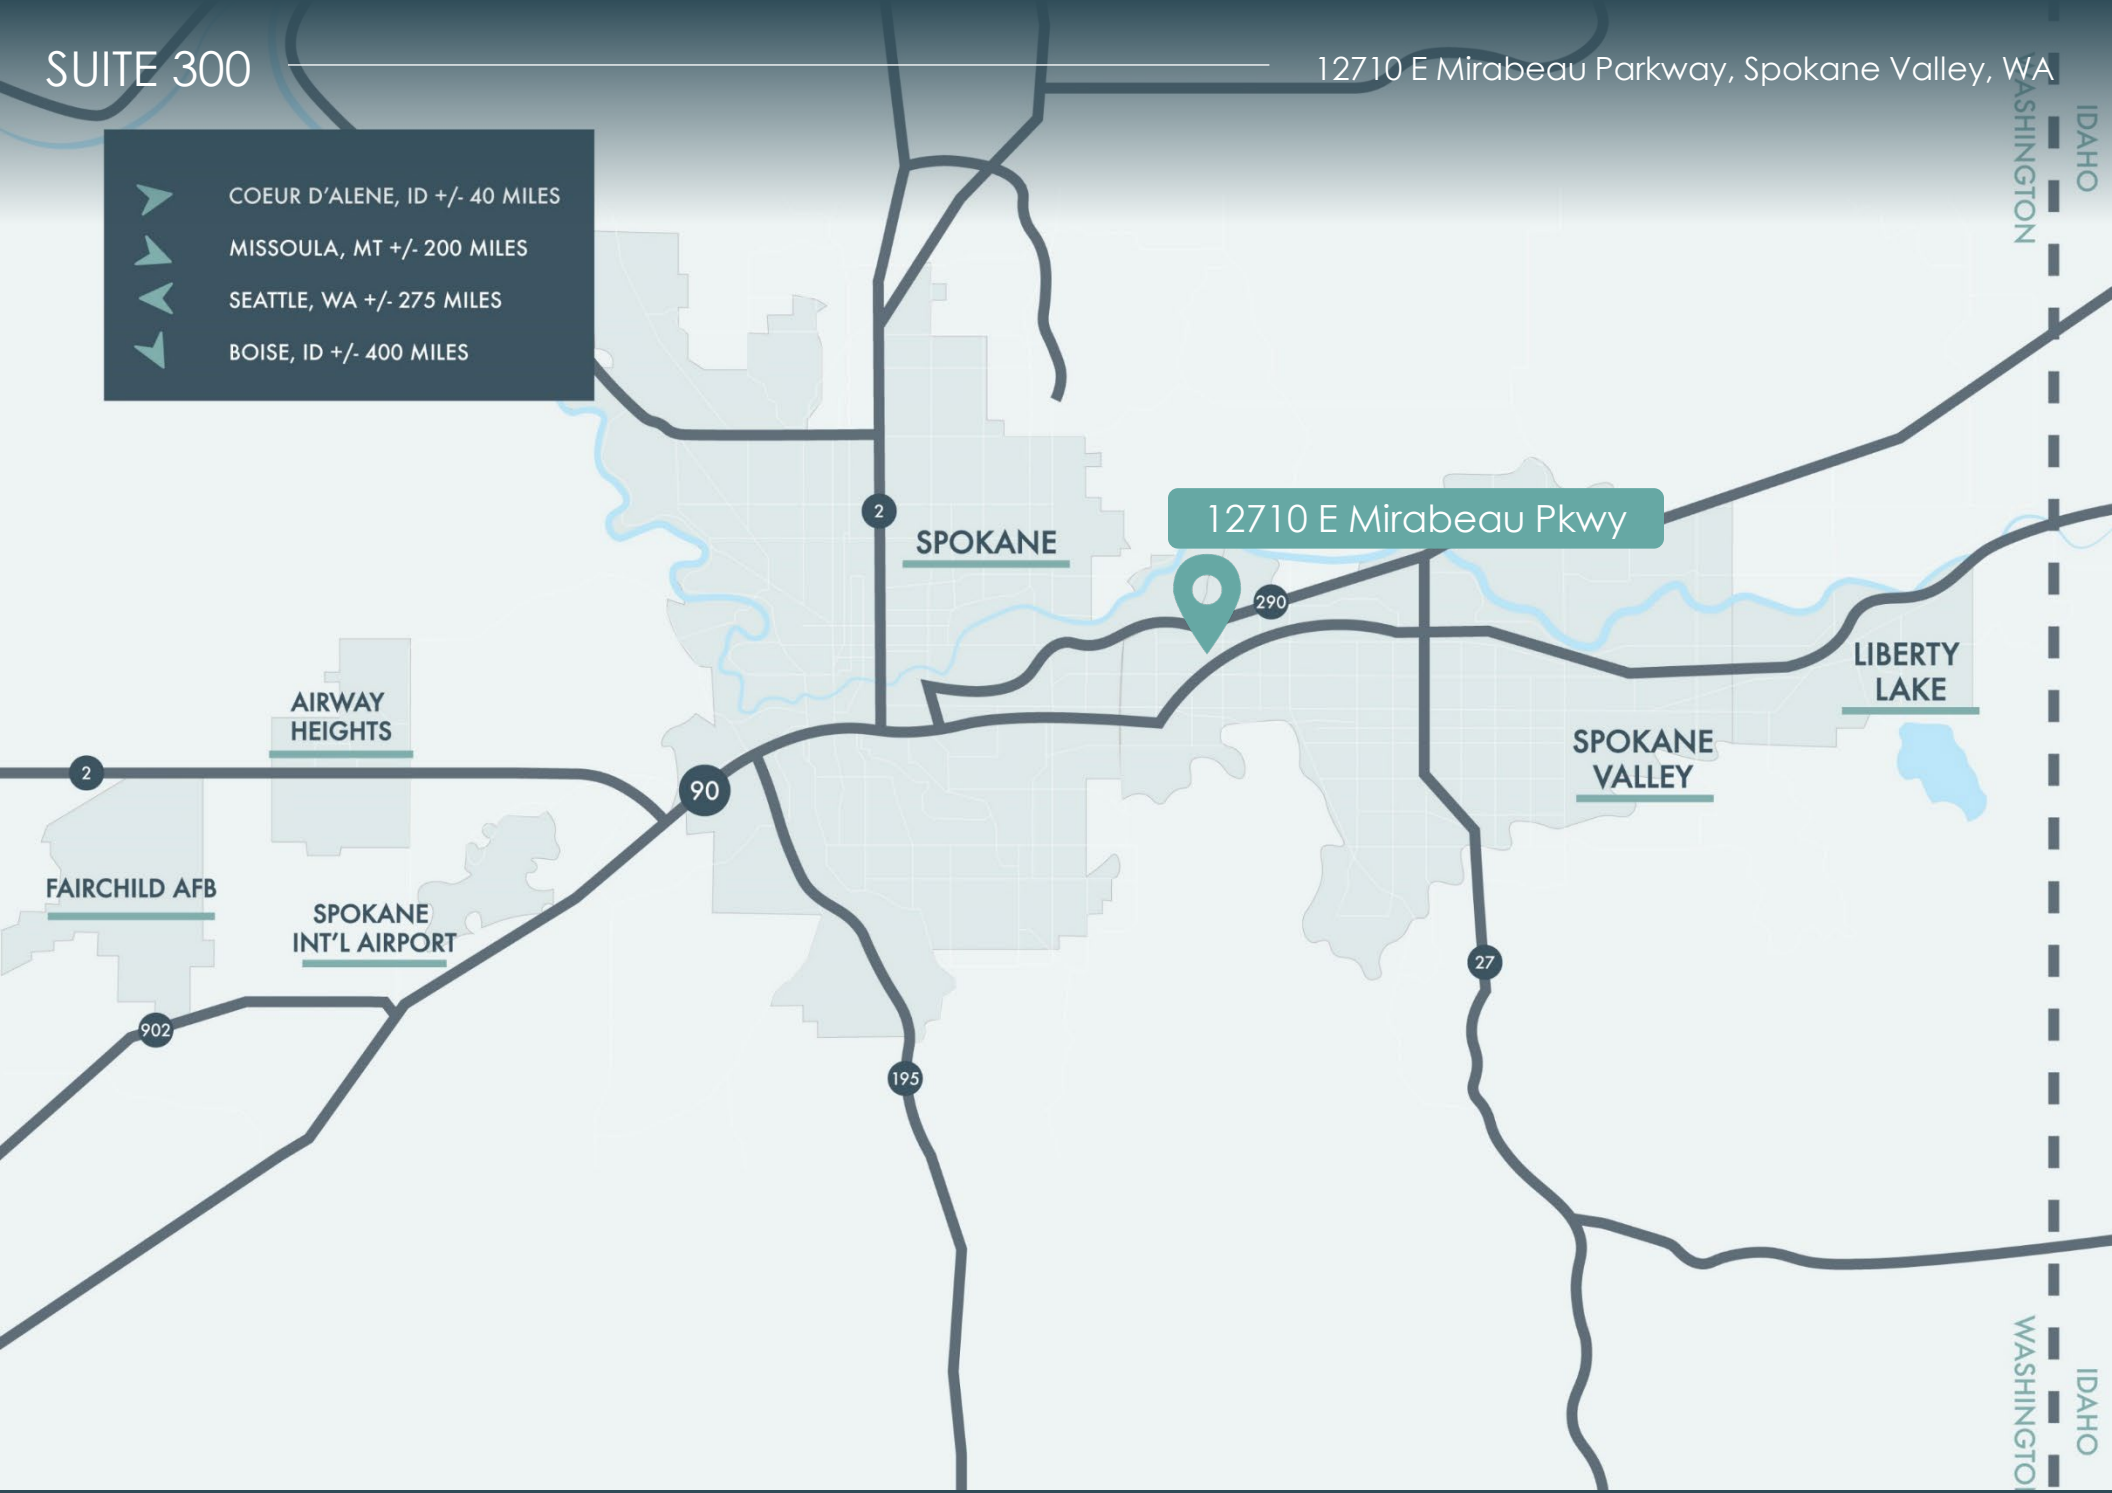 SUITE 300
12710 E Mirabeau Parkway, Spokane Valley, WA
COEUR D'ALENE, ID +/- 40 MILES
MISSOULA, MT +/- 200 MILES
SEATTLE, WA +/- 275 MILES
BOISE, ID +/- 400 MILES
WASHINGTON
IDAHO
2
SPOKANE
12710 E Mirabeau Pkwy
290
LIBERTY
LAKE
AIRWAY
HEIGHTS
SPOKANE
VALLEY
2
90
FAIRCHILD AFB
SPOKANE
INT'L AIRPORT
27
902
195
WASHINGTO
IDAHO